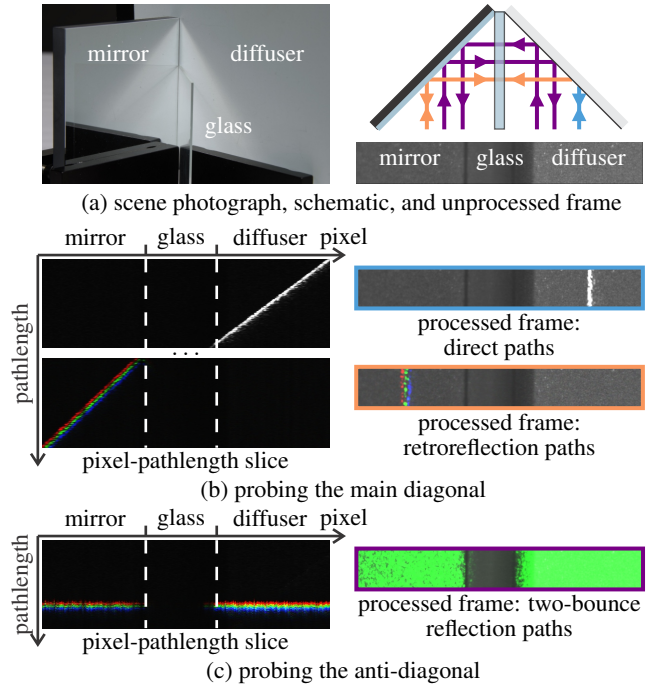 mirror
diffuser
glass
mirror glass diffuser
(a) scene photograph, schematic, and unprocessed frame
mirror glass diffuser pixel
pathlength
. . .
pixel-pathlength slice
processed frame:
direct paths
processed frame:
retroreflection paths
(b) probing the main diagonal
mirror glass diffuser pixel
pathlength
pixel-pathlength slice
processed frame: two-bounce
reflection paths
(c) probing the anti-diagonal